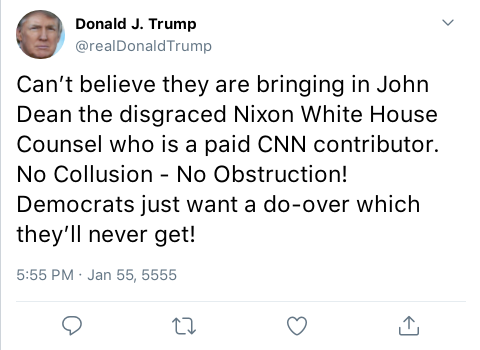 Donald J. Trump
@realDonaldTrump
Can’t believe they are bringing in John
Dean the disgraced Nixon White House
Counsel who is a paid CNN contributor.
No Collusion - No Obstruction!
Democrats just want a do-over which
they’ll never get!
5:55 PM · Jan 55, 5555